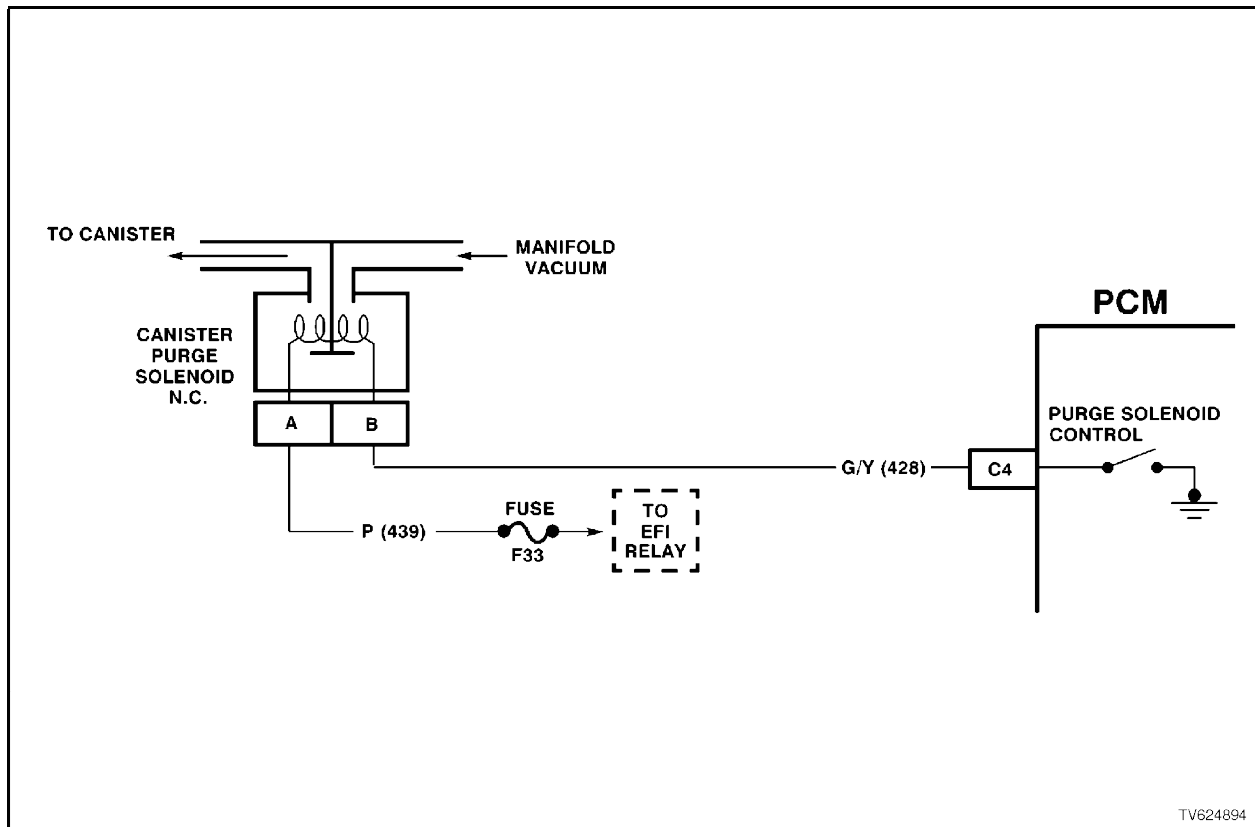 TO CANISTER
MANIFOLD
VACUUM
CANISTER
PURGE
SOLENOID
N.C.
A
B
PCM
PURGE SOLENOID
CONTROL
G/Y (428)
C4
P (439)
FUSE
F33
TO
EFI
RELAY
TV624894